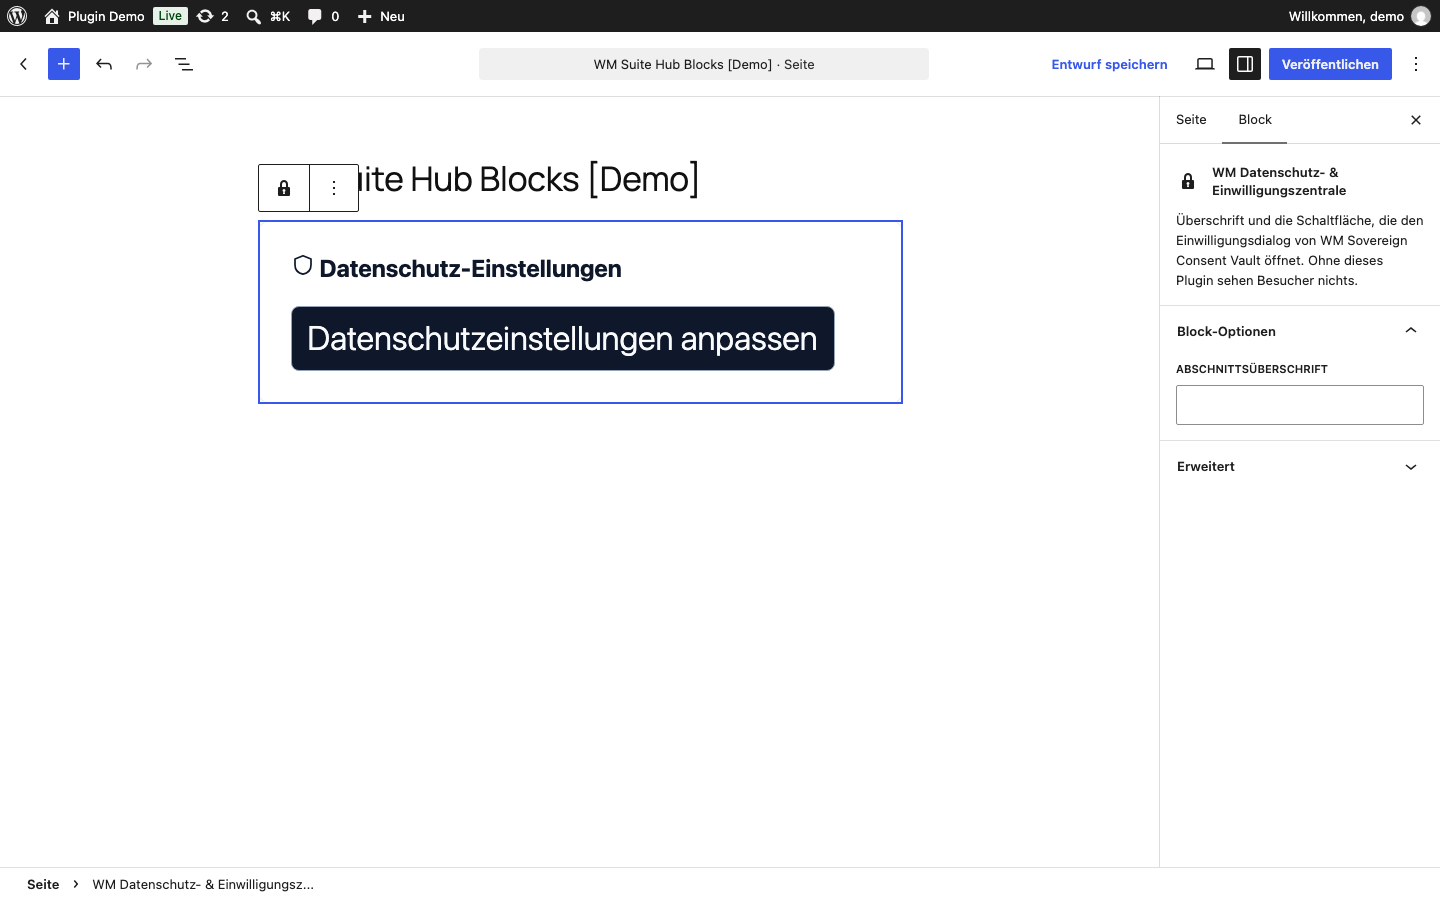 Plugin Demo Live 2 ⌘K 0 Neu Willkommen, demo
WM Suite Hub Blocks [Demo] · Seite
Entwurf speichern
Veröffentlichen
uite Hub Blocks [Demo]
Datenschutz-Einstellungen
Datenschutzeinstellungen anpassen
Seite Block
WM Datenschutz- &
Einwilligungszentrale
Überschrift und die Schaltfläche, die den
Einwilligungsdialog von WM Sovereign
Consent Vault öffnet. Ohne dieses
Plugin sehen Besucher nichts.
Block-Optionen
ABSCHNITTSÜBERSCHRIFT
Erweitert
Seite › WM Datenschutz- & Einwilligungsz...